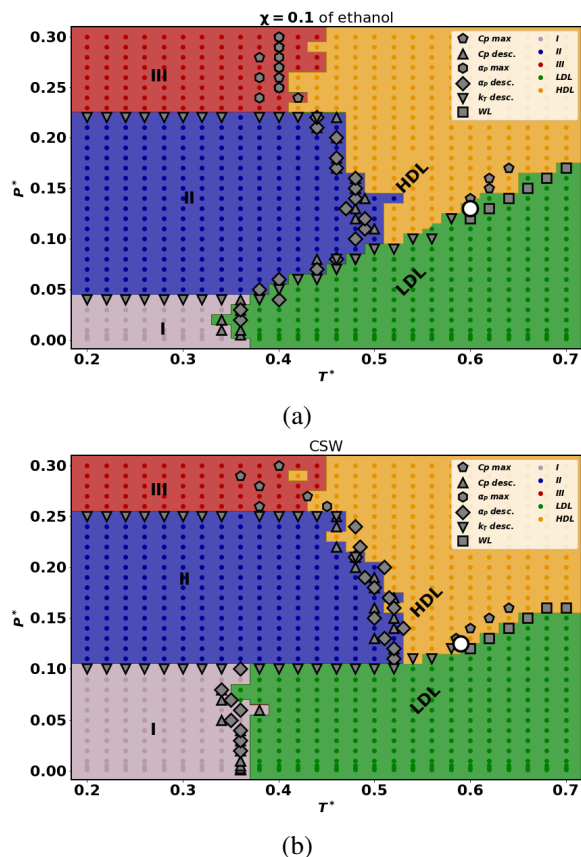 χ = 0.1 of ethanol
0.30
0.25
0.20
0.15
0.10
0.05
0.00
P*
III
II
I
HDL
LDL
Cp max
Cp desc.
αp max
αp desc.
kT desc.
WL
I
II
III
LDL
HDL
0.2 0.3 0.4 0.5 0.6 0.7
T*
(a)
CSW
0.30
0.25
0.20
0.15
0.10
0.05
0.00
P*
III
II
I
HDL
LDL
Cp max
Cp desc.
αp max
αp desc.
kT desc.
WL
I
II
III
LDL
HDL
0.2 0.3 0.4 0.5 0.6 0.7
T*
(b)